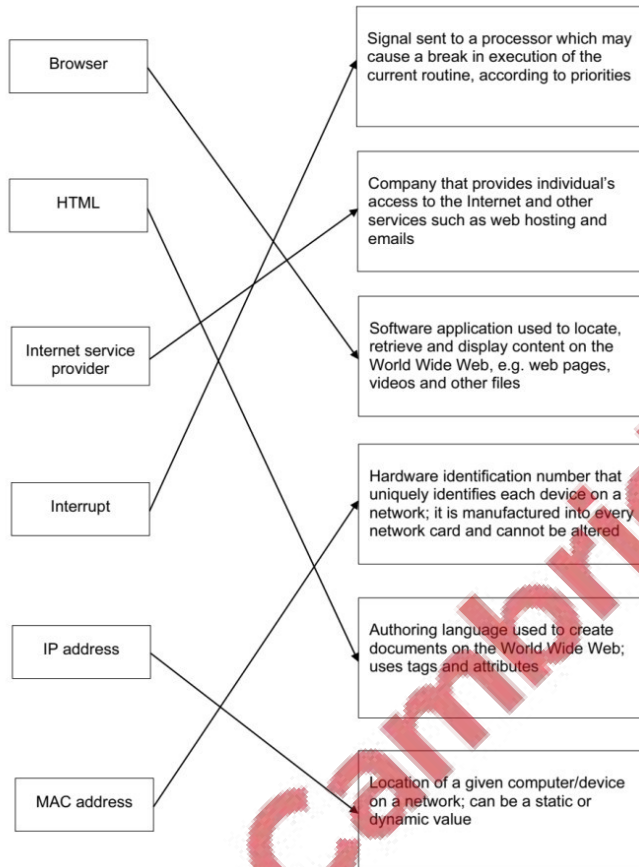 Browser
HTML
Internet service
provider
Interrupt
IP address
MAC address
Signal sent to a processor which may
cause a break in execution of the
current routine, according to priorities
Company that provides individual's
access to the Internet and other
services such as web hosting and
emails
Software application used to locate,
retrieve and display content on the
World Wide Web, e.g. web pages,
videos and other files
Hardware identification number that
uniquely identifies each device on a
network; it is manufactured into every
network card and cannot be altered
Authoring language used to create
documents on the World Wide Web;
uses tags and attributes
Location of a given computer/device
on a network; can be a static or
dynamic value